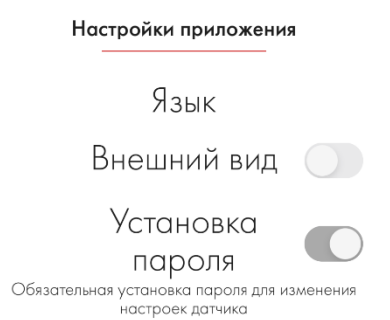 Настройки приложения
Язык
Внешний вид
Установка
пароля
Обязательная установка пароля для изменения
настроек датчика